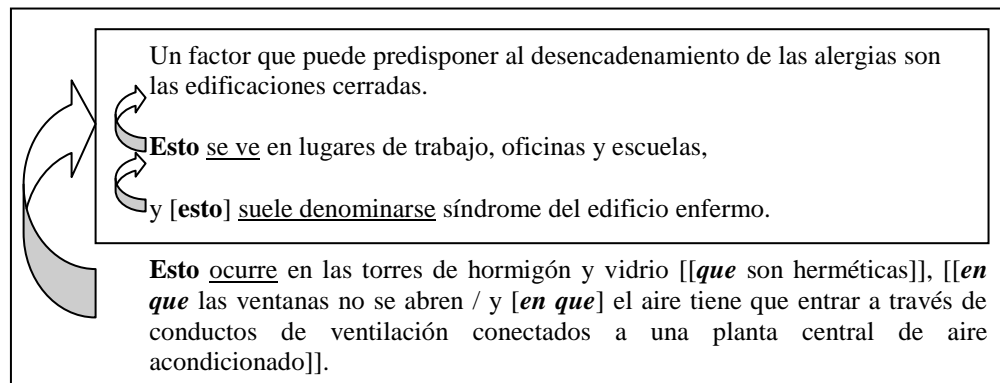 Un factor que puede predisponer al desencadenamiento de las alergias son
las edificaciones cerradas.
Esto se ve en lugares de trabajo, oficinas y escuelas,
y [esto] suele denominarse síndrome del edificio enfermo.
Esto ocurre en las torres de hormigón y vidrio [[que son herméticas]], [[en
que las ventanas no se abren / y [en que] el aire tiene que entrar a través de
conductos de ventilación conectados a una planta central de aire
acondicionado]].